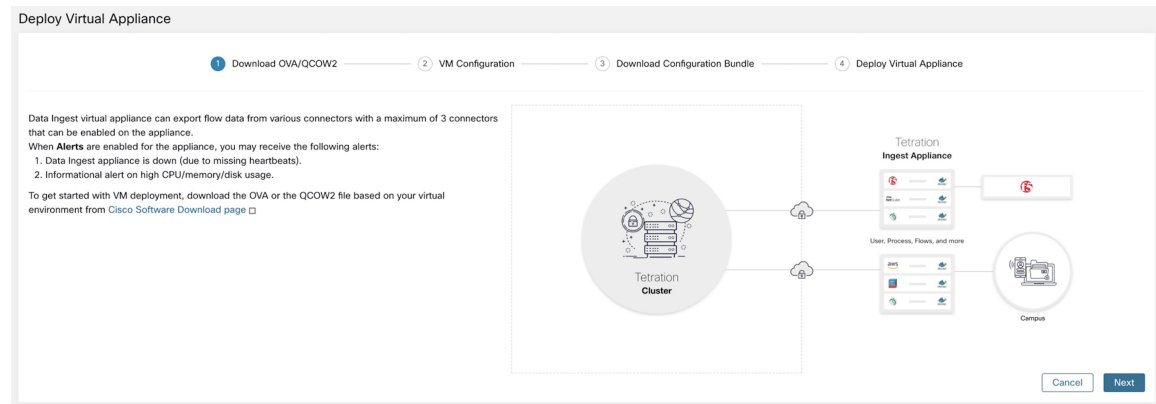 Deploy Virtual Appliance
1 Download OVA/QCOW2
2 VM Configuration
3 Download Configuration Bundle
4 Deploy Virtual Appliance
Data Ingest virtual appliance can export flow data from various connectors with a maximum of 3 connectors
that can be enabled on the appliance.
When Alerts are enabled for the appliance, you may receive the following alerts:
1. Data Ingest appliance is down (due to missing heartbeats).
2. Informational alert on high CPU/memory/disk usage.
To get started with VM deployment, download the OVA or the QCOW2 file based on your virtual
environment from Cisco Software Download page
Tetration
Cluster
Tetration
Ingest Appliance
User, Process, Flows, and more
aws
Campus
Cancel
Next